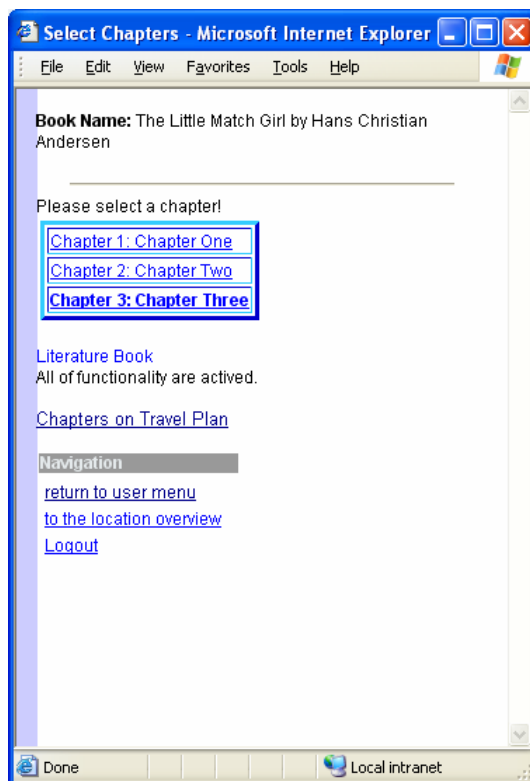 Select Chapters - Microsoft Internet Explorer
File Edit View Favorites Tools Help
Book Name: The Little Match Girl by Hans Christian
Andersen
Please select a chapter!
Chapter 1: Chapter One
Chapter 2: Chapter Two
Chapter 3: Chapter Three
Literature Book
All of functionality are actived.
Chapters on Travel Plan
Navigation
return to user menu
to the location overview
Logout
Done Local intranet